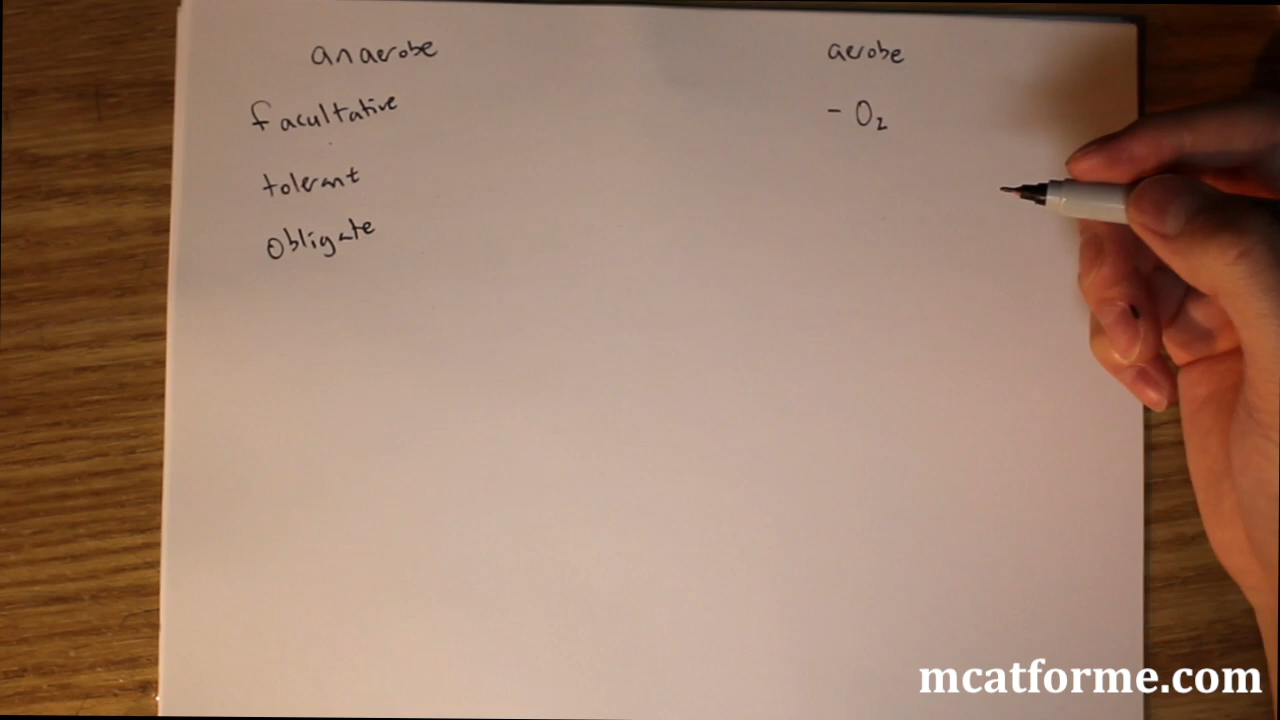 anaerobe
facultative
tolerant
obligate
aerobe
- O₂
mcatforme.com